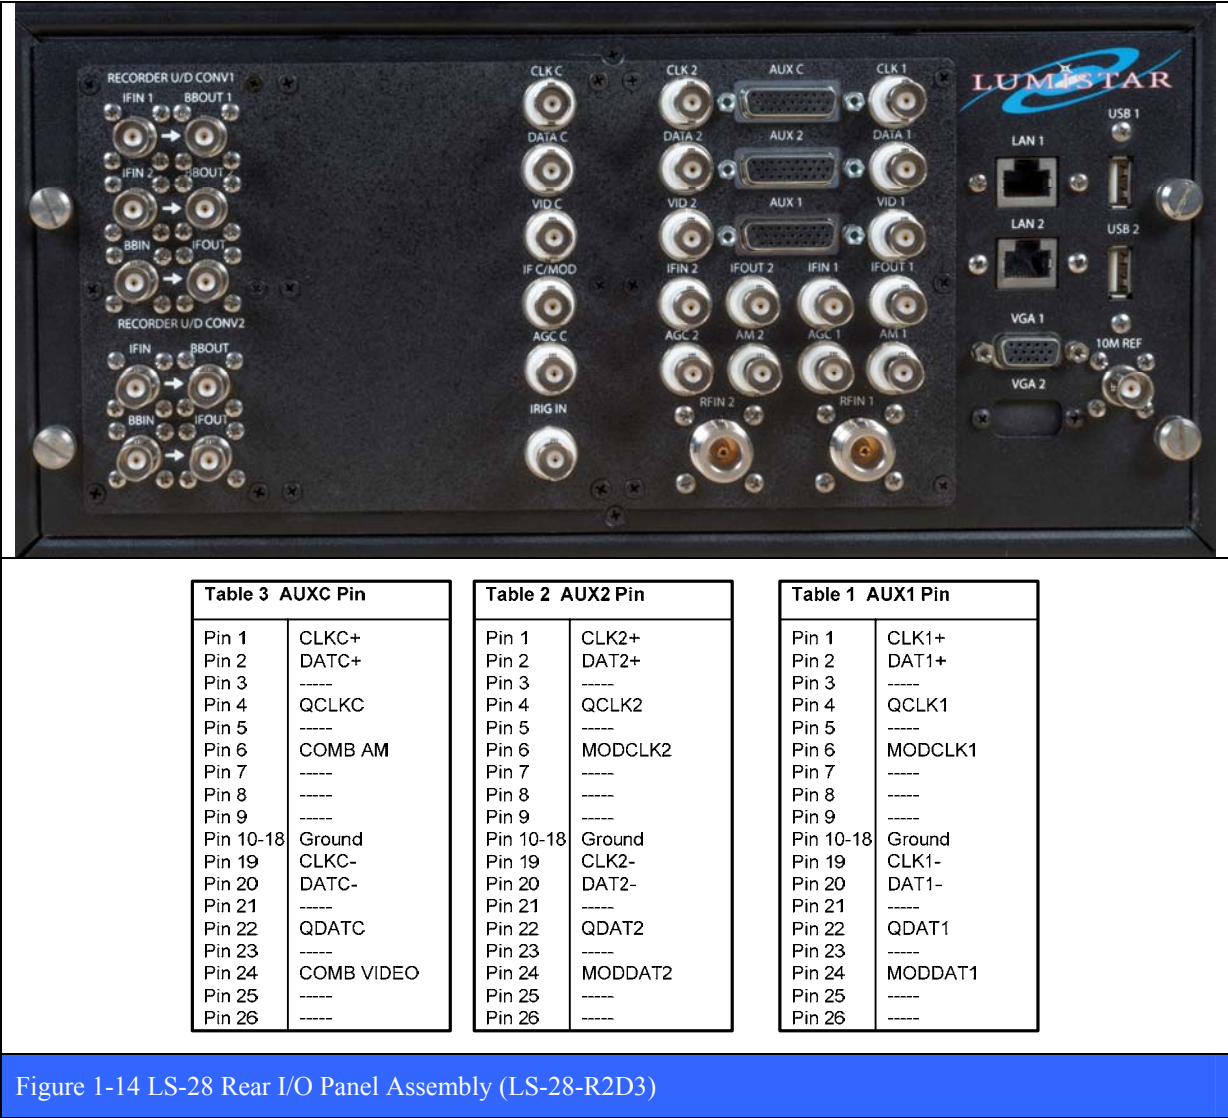 RECORDER U/D CONV1
IFIN 1 BBOUT 1
IFIN 2 BBOUT 2
BBIN IFOUT
RECORDER U/D CONV2
IFIN BBOUT
BBIN IFOUT
CLK C
DATA C
VID C
IF C/MOD
AGC C
IRIG IN
CLK 2 AUX C CLK 1
DATA 2 AUX 2 DATA 1
VID 2 AUX 1 VID 1
IFIN 2 IFOUT 2 IFIN 1 IFOUT 1
AGC 2 AM 2 AGC 1 AM 1
RFIN 2 RFIN 1
LUMISTAR
LAN 1 USB 1
LAN 2 USB 2
VGA 1
10M REF
VGA 2
Table 3 AUXC Pin
Pin 1 CLKC+
Pin 2 DATC+
Pin 3 -----
Pin 4 QCLKC
Pin 5 -----
Pin 6 COMB AM
Pin 7 -----
Pin 8 -----
Pin 9 -----
Pin 10-18 Ground
Pin 19 CLKC-
Pin 20 DATC-
Pin 21 -----
Pin 22 QDATC
Pin 23 -----
Pin 24 COMB VIDEO
Pin 25 -----
Pin 26 -----
Table 2 AUX2 Pin
Pin 1 CLK2+
Pin 2 DAT2+
Pin 3 -----
Pin 4 QCLK2
Pin 5 -----
Pin 6 MODCLK2
Pin 7 -----
Pin 8 -----
Pin 9 -----
Pin 10-18 Ground
Pin 19 CLK2-
Pin 20 DAT2-
Pin 21 -----
Pin 22 QDAT2
Pin 23 -----
Pin 24 MODDAT2
Pin 25 -----
Pin 26 -----
Table 1 AUX1 Pin
Pin 1 CLK1+
Pin 2 DAT1+
Pin 3 -----
Pin 4 QCLK1
Pin 5 -----
Pin 6 MODCLK1
Pin 7 -----
Pin 8 -----
Pin 9 -----
Pin 10-18 Ground
Pin 19 CLK1-
Pin 20 DAT1-
Pin 21 -----
Pin 22 QDAT1
Pin 23 -----
Pin 24 MODDAT1
Pin 25 -----
Pin 26 -----
Figure 1-14 LS-28 Rear I/O Panel Assembly (LS-28-R2D3)